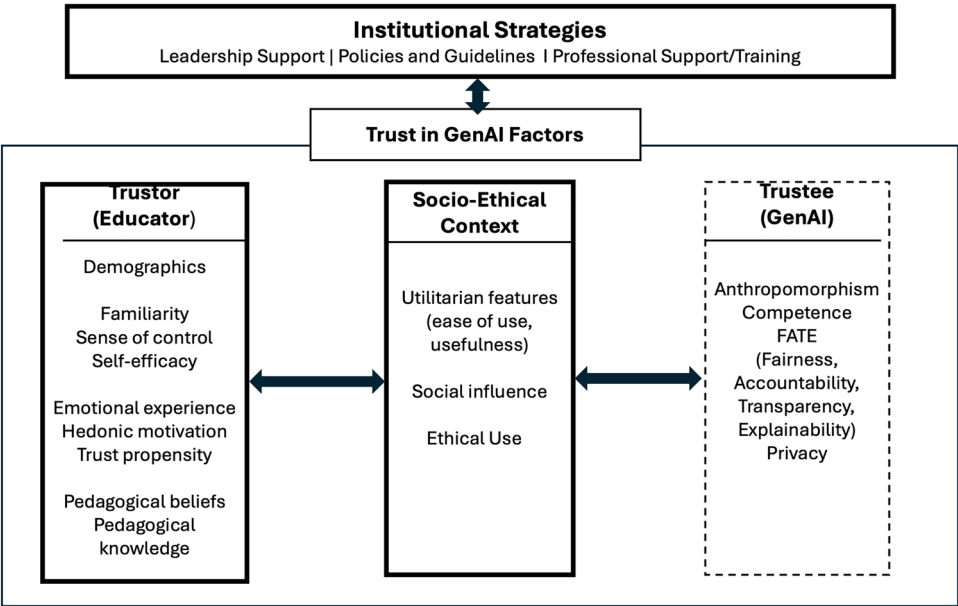 Institutional Strategies
Leadership Support | Policies and Guidelines I Professional Support/Training
Trust in GenAI Factors
Trustor
(Educator)
Demographics
Familiarity
Sense of control
Self-efficacy
Emotional experience
Hedonic motivation
Trust propensity
Pedagogical beliefs
Pedagogical
knowledge
Socio-Ethical
Context
Utilitarian features
(ease of use,
usefulness)
Social influence
Ethical Use
Trustee
(GenAI)
Anthropomorphism
Competence
FATE
(Fairness,
Accountability,
Transparency,
Explainability)
Privacy